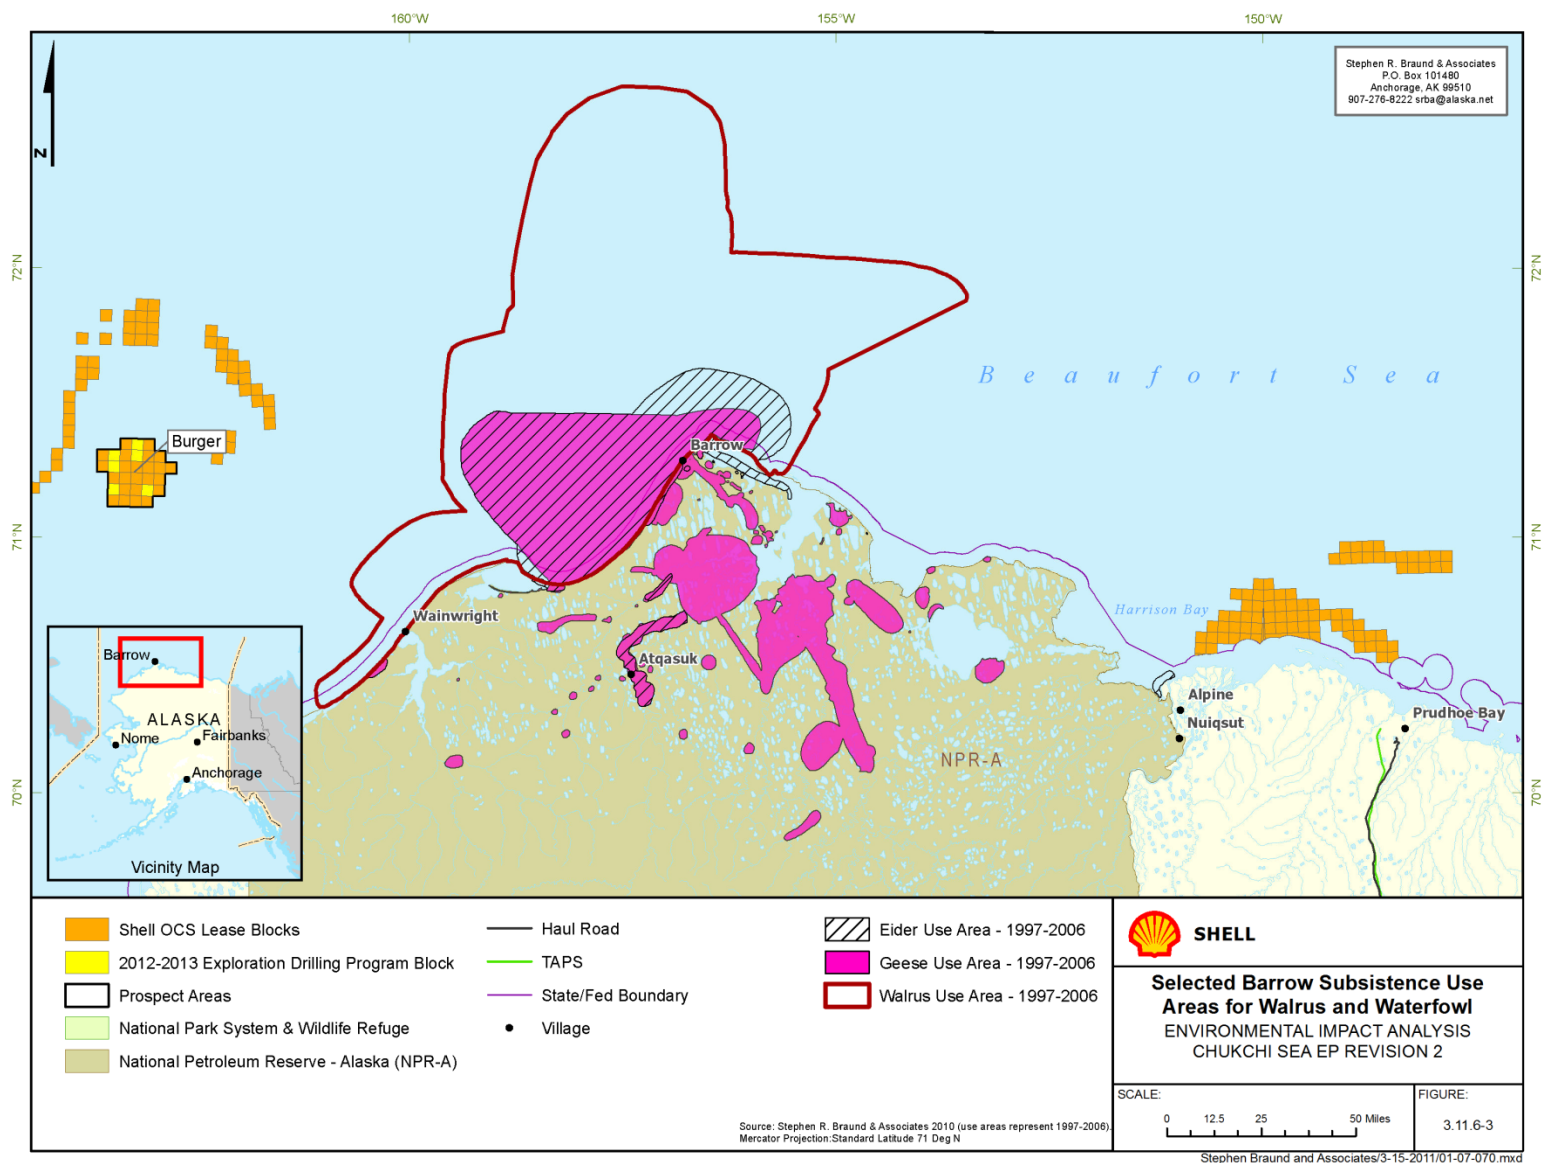 160°W
155°W
150°W
Stephen R. Braund & Associates
P.O. Box 101480
Anchorage, AK 99510
907-276-8222 srba@alaska.net
N
72°N
72°N
Beaufort Sea
Burger
Barrow
71°N
71°N
Harrison Bay
Wainwright
Atqasuk
Alpine
Nuiqsut
Prudhoe Bay
NPR-A
70°N
70°N
Barrow
ALASKA
Nome
Fairbanks
Anchorage
Vicinity Map
Shell OCS Lease Blocks
2012-2013 Exploration Drilling Program Block
Prospect Areas
National Park System & Wildlife Refuge
National Petroleum Reserve - Alaska (NPR-A)
Haul Road
TAPS
State/Fed Boundary
Village
Eider Use Area - 1997-2006
Geese Use Area - 1997-2006
Walrus Use Area - 1997-2006
SHELL
Selected Barrow Subsistence Use
Areas for Walrus and Waterfowl
ENVIRONMENTAL IMPACT ANALYSIS
CHUKCHI SEA EP REVISION 2
SCALE:
0 12.5 25 50 Miles
FIGURE:
3.11.6-3
Source: Stephen R. Braund & Associates 2010 (use areas represent 1997-2006).
Mercator Projection:Standard Latitude 71 Deg N
Stephen Braund and Associates/3-15-2011/01-07-070.mxd